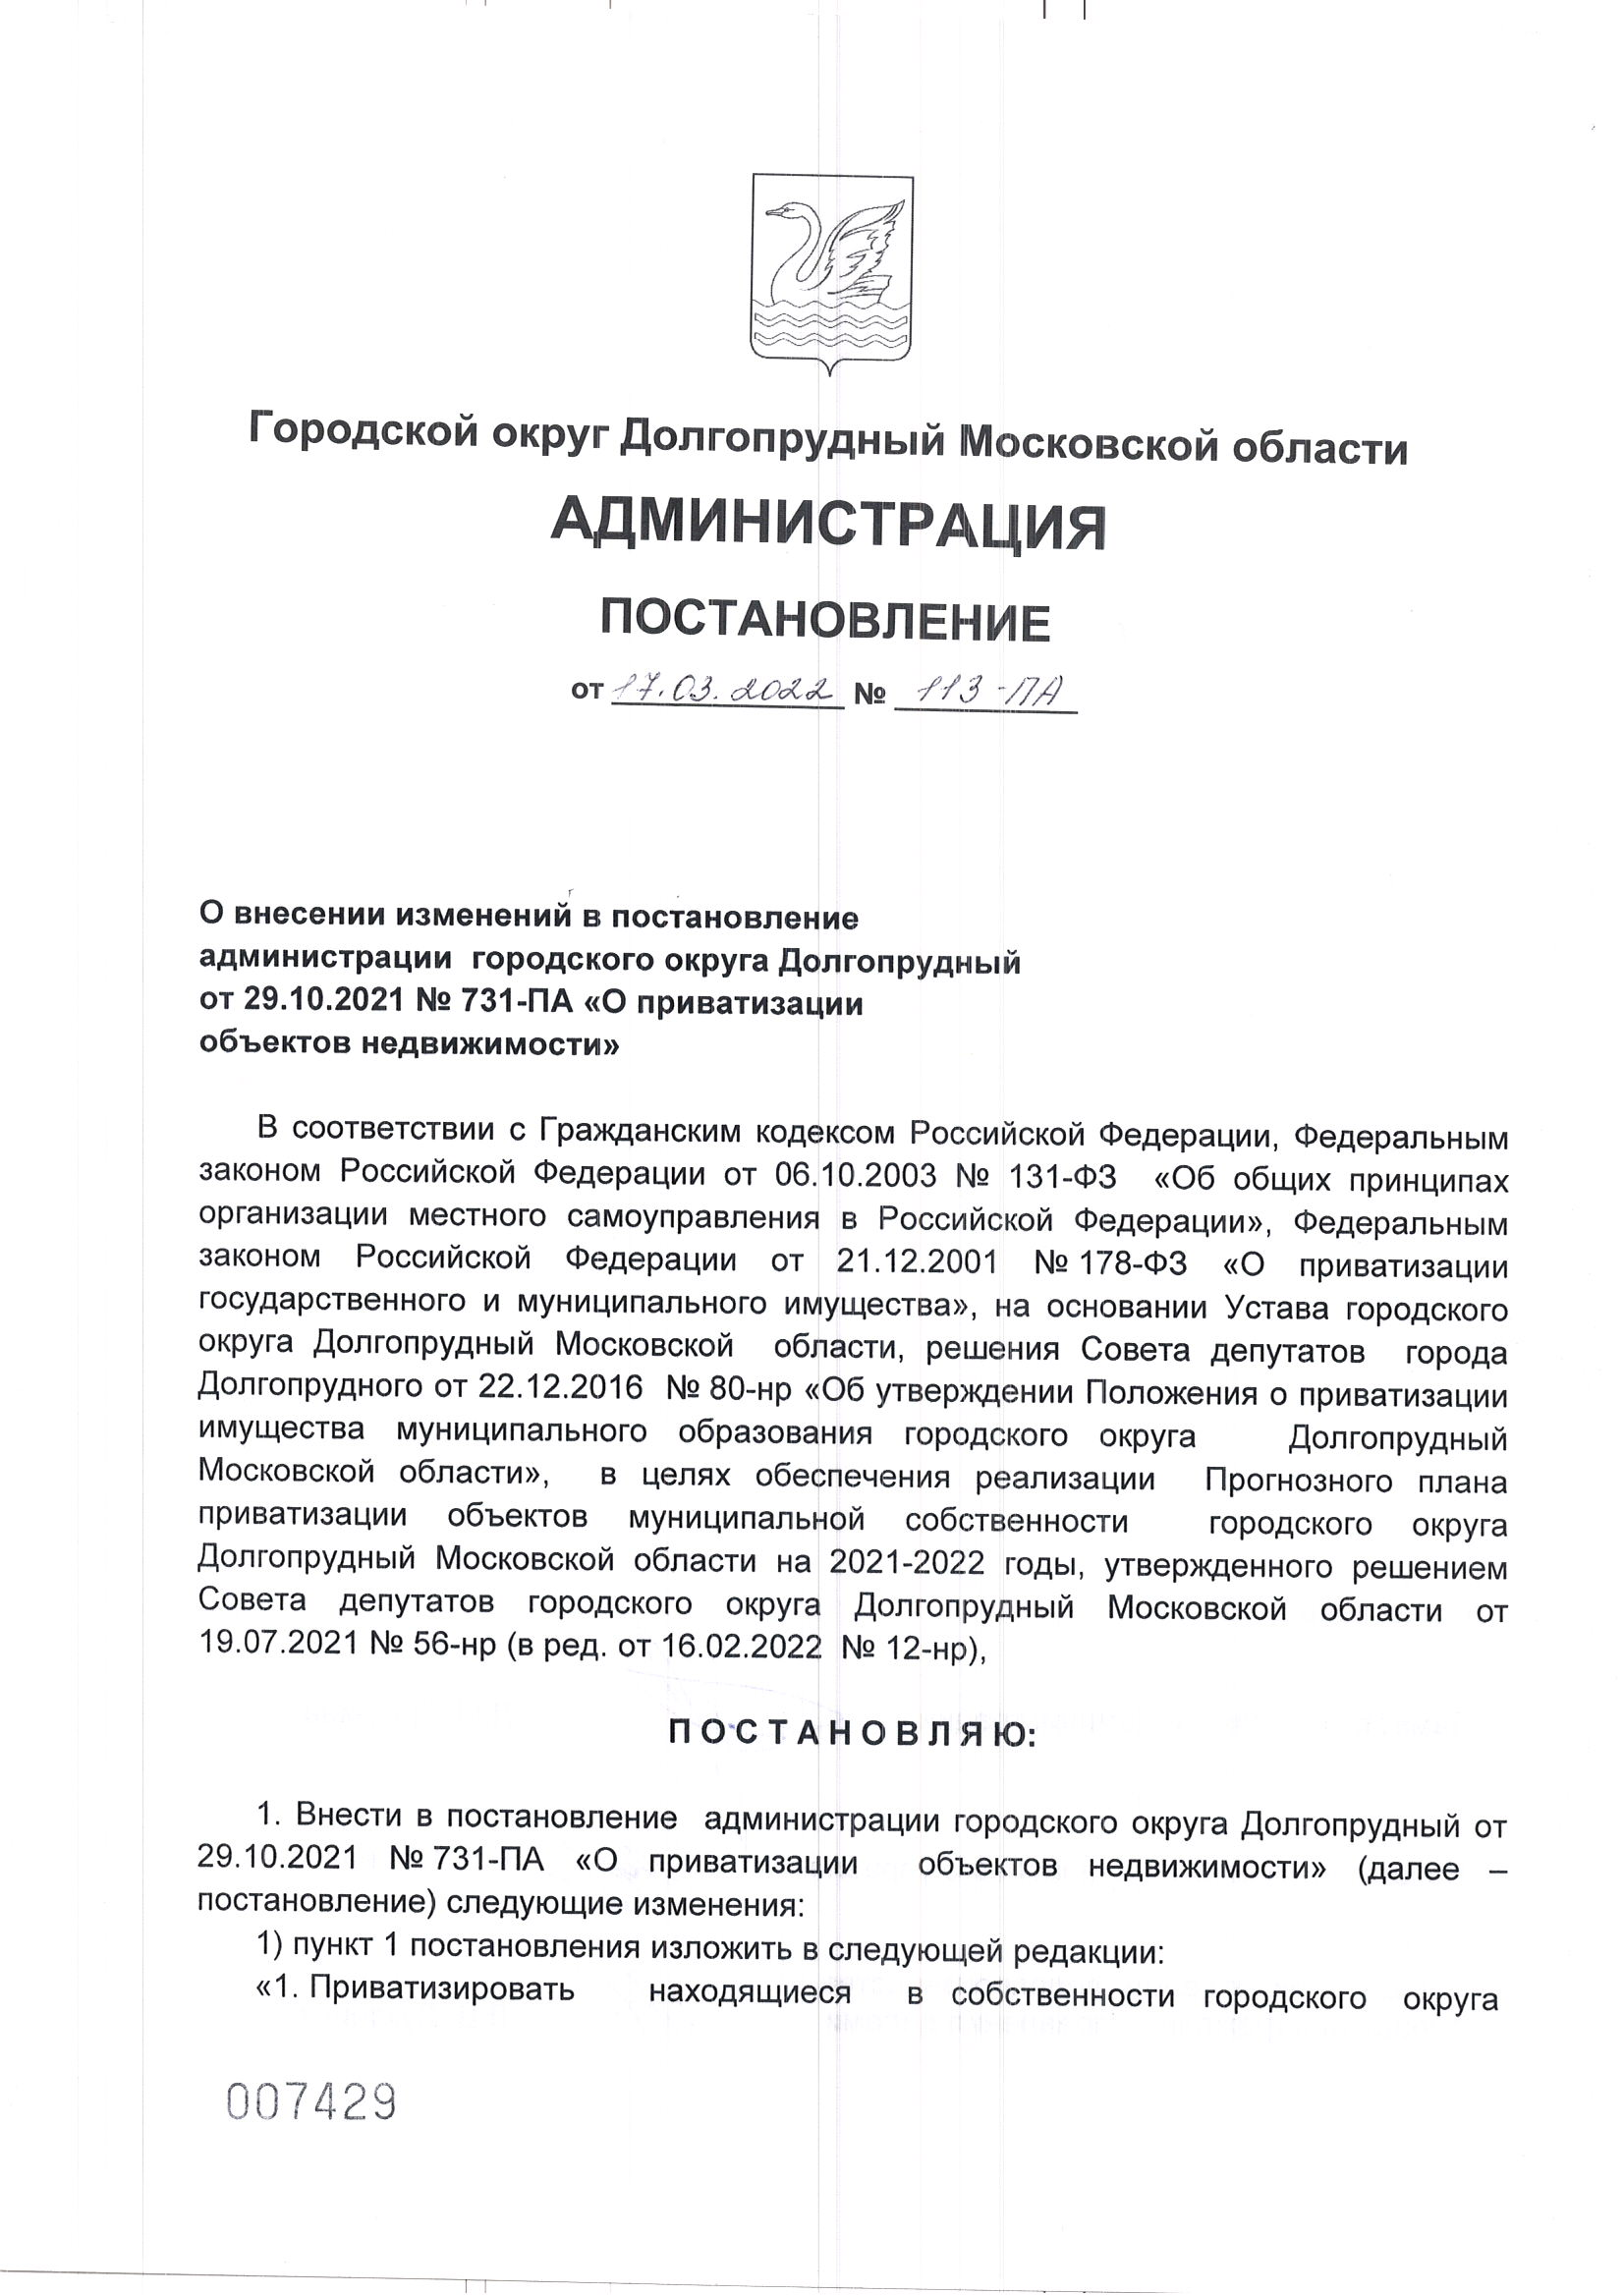 Городской округ Долгопрудный Московской области
АДМИНИСТРАЦИЯ
ПОСТАНОВЛЕНИЕ
от 17.03.2022 № 113-ПА
О внесении изменений в постановление
администрации городского округа Долгопрудный
от 29.10.2021 № 731-ПА «О приватизации
объектов недвижимости»
В соответствии с Гражданским кодексом Российской Федерации, Федеральным
законом Российской Федерации от 06.10.2003 № 131-ФЗ «Об общих принципах
организации местного самоуправления в Российской Федерации», Федеральным
законом Российской Федерации от 21.12.2001 № 178-ФЗ «О приватизации
государственного и муниципального имущества», на основании Устава городского
округа Долгопрудный Московской области, решения Совета депутатов города
Долгопрудного от 22.12.2016 № 80-нр «Об утверждении Положения о приватизации
имущества муниципального образования городского округа Долгопрудный
Московской области», в целях обеспечения реализации Прогнозного плана
приватизации объектов муниципальной собственности городского округа
Долгопрудный Московской области на 2021-2022 годы, утвержденного решением
Совета депутатов городского округа Долгопрудный Московской области от
19.07.2021 № 56-нр (в ред. от 16.02.2022 № 12-нр),
П О С Т А Н О В Л Я Ю:
1. Внести в постановление администрации городского округа Долгопрудный от
29.10.2021 № 731-ПА «О приватизации объектов недвижимости» (далее –
постановление) следующие изменения:
1) пункт 1 постановления изложить в следующей редакции:
«1. Приватизировать находящиеся в собственности городского округа
007429